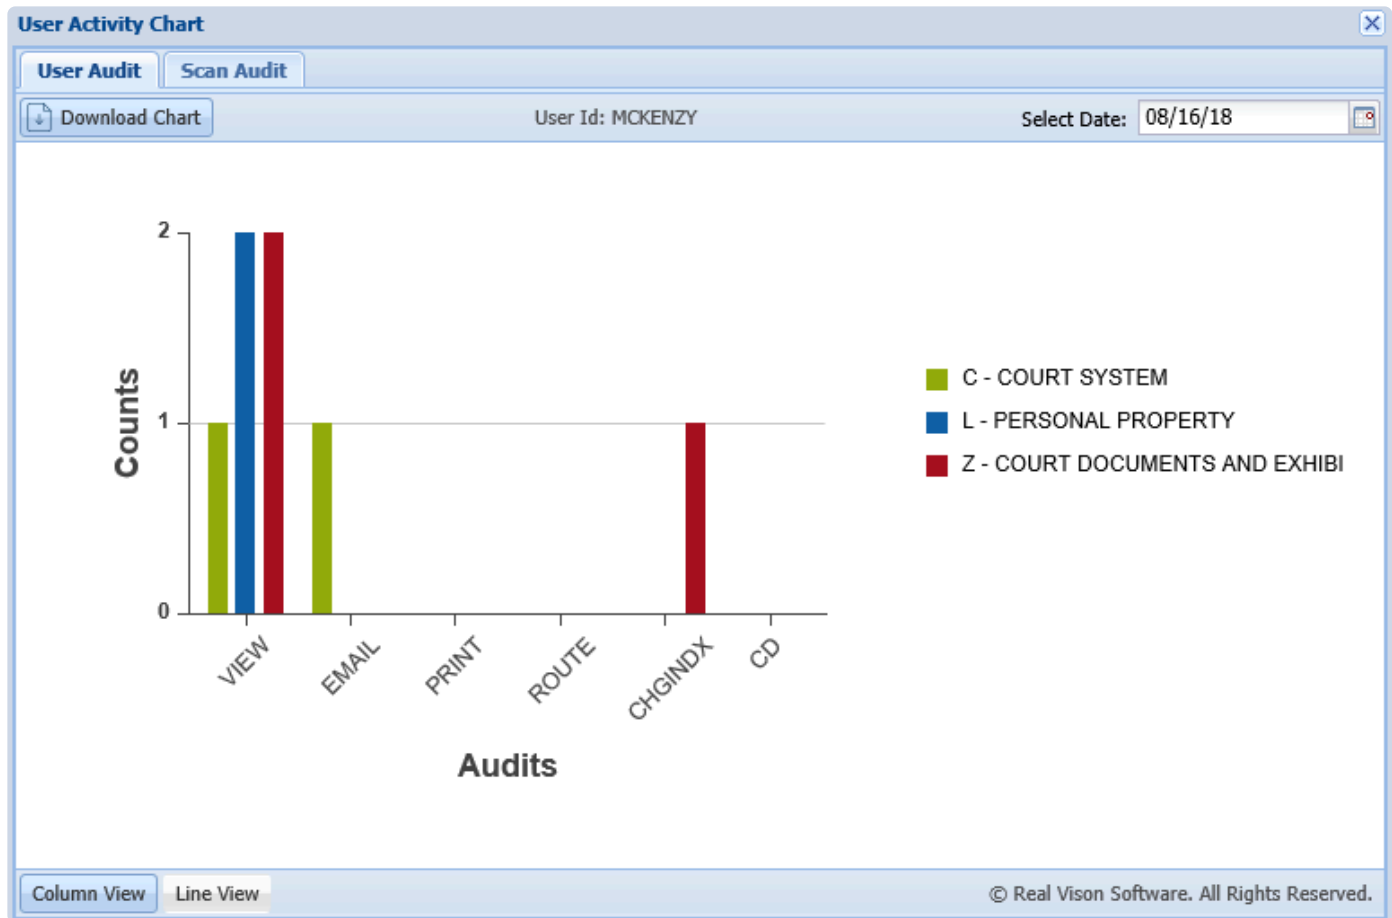 User Activity Chart
User Audit Scan Audit
Download Chart User Id: MCKENZY Select Date: 08/16/18
2
1
0
Counts
VIEW EMAIL PRINT ROUTE CHGINDX CD
Audits
C - COURT SYSTEM
L - PERSONAL PROPERTY
Z - COURT DOCUMENTS AND EXHIBI
Column View Line View © Real Vison Software. All Rights Reserved.